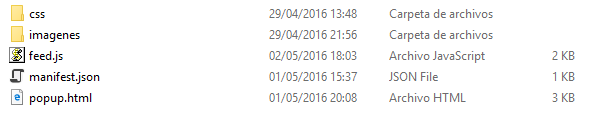 css 29/04/2016 13:48 Carpeta de archivos
imagenes 29/04/2016 21:56 Carpeta de archivos
feed.js 02/05/2016 18:03 Archivo JavaScript 2 KB
manifest.json 01/05/2016 15:37 JSON File 1 KB
popup.html 01/05/2016 20:08 Archivo HTML 3 KB